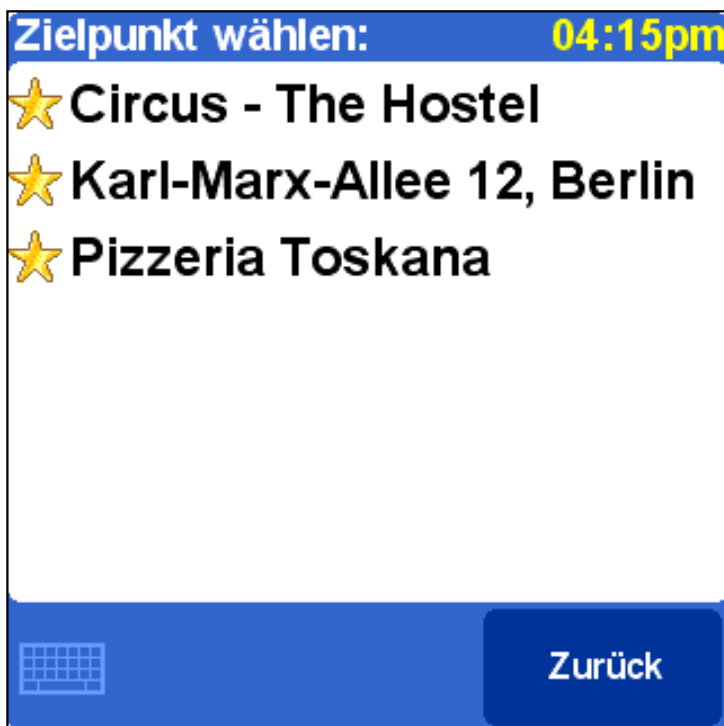 Zielpunkt wählen: 04:15pm
Circus - The Hostel
Karl-Marx-Allee 12, Berlin
Pizzeria Toskana
Zurück